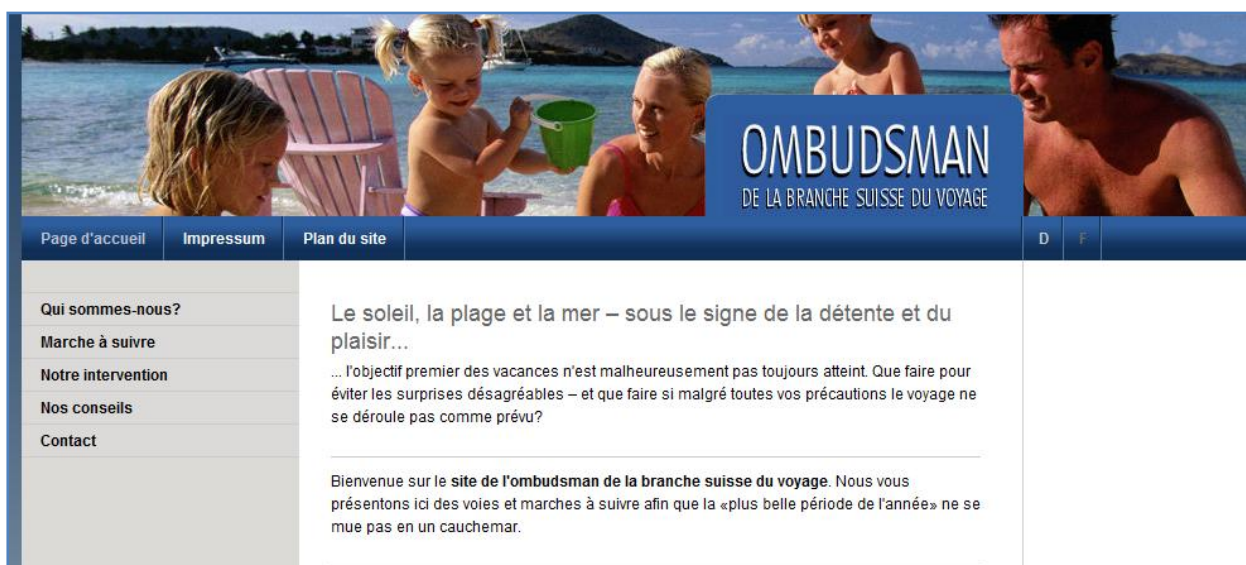 OMBUDSMAN
DE LA BRANCHE SUISSE DU VOYAGE
Page d'accueil Impressum Plan du site D F
Qui sommes-nous?
Marche à suivre
Notre intervention
Nos conseils
Contact
Le soleil, la plage et la mer – sous le signe de la détente et du
plaisir...
... l'objectif premier des vacances n'est malheureusement pas toujours atteint. Que faire pour
éviter les surprises désagréables – et que faire si malgré toutes vos précautions le voyage ne
se déroule pas comme prévu?
Bienvenue sur le site de l'ombudsman de la branche suisse du voyage. Nous vous
présentons ici des voies et marches à suivre afin que la «plus belle période de l'année» ne se
mue pas en un cauchemar.